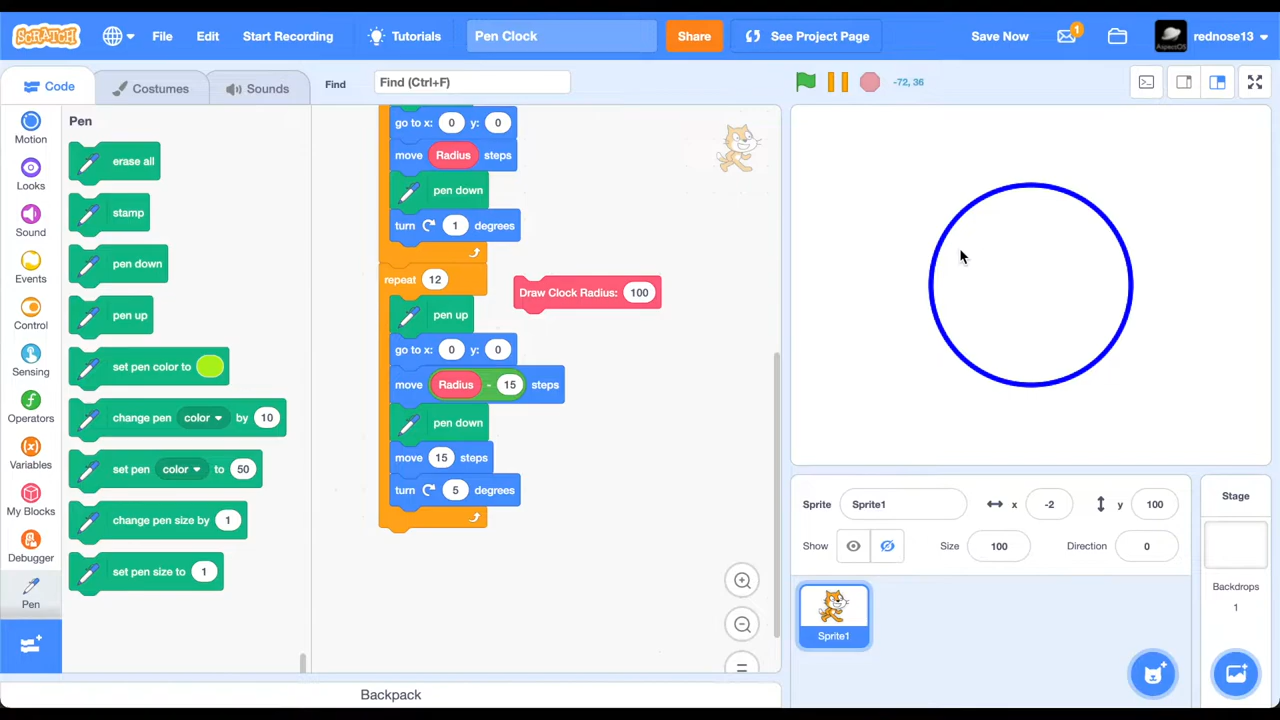 SCRATCH File Edit Start Recording Tutorials Pen Clock Share See Project Page Save Now 1 AspectOS rednose13
Code Costumes Sounds Find Find (Ctrl+F) -72, 36
Motion
Looks
Sound
Events
Control
Sensing
Operators
Variables
My Blocks
Debugger
Pen
Pen
erase all
stamp
pen down
pen up
set pen color to
change pen color by 10
set pen color to 50
change pen size by 1
set pen size to 1
go to x: 0 y: 0
move Radius steps
pen down
turn 1 degrees
repeat 12
pen up
go to x: 0 y: 0
move Radius - 15 steps
pen down
move 15 steps
turn 5 degrees
Draw Clock Radius: 100
Sprite Sprite1 x -2 y 100
Show Size 100 Direction 0
Sprite1
Stage
Backdrops
1
Backpack